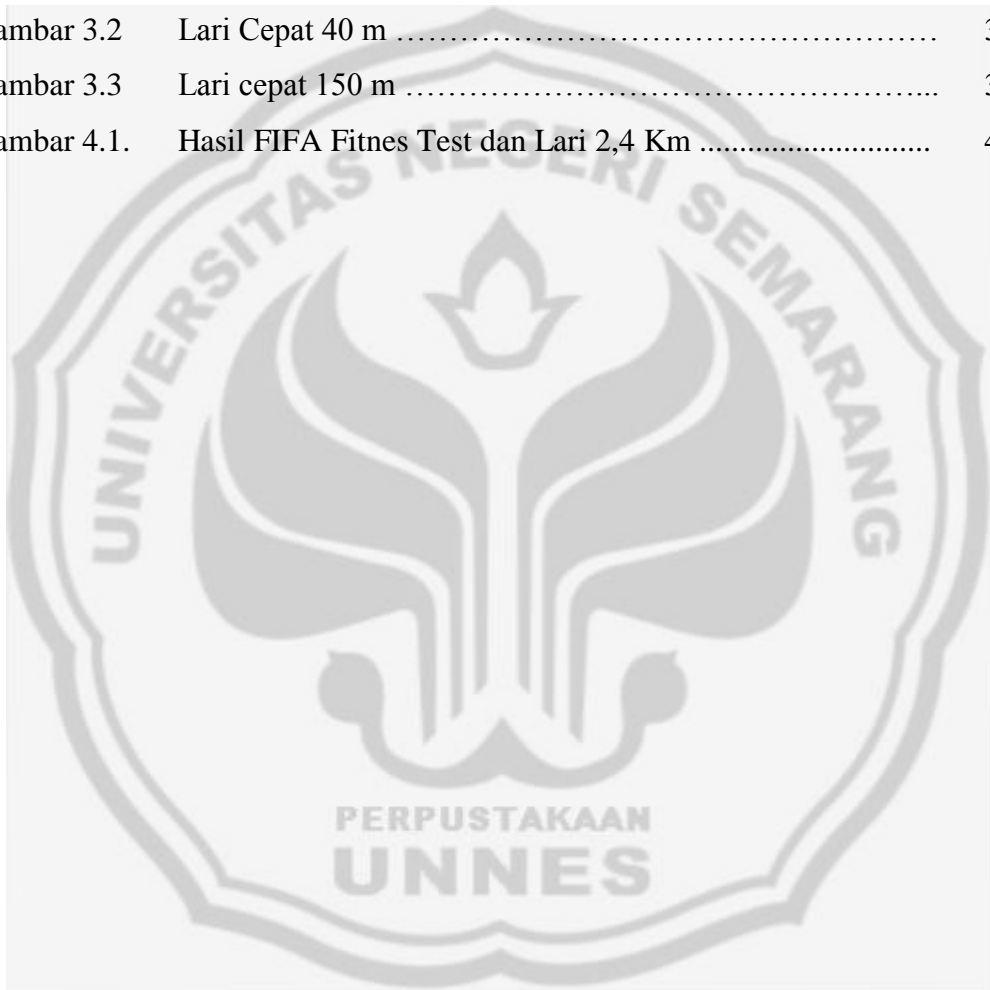 ambar 3.2 Lari Cepat 40 m ……………………………………………… 3
ambar 3.3 Lari cepat 150 m ……………………………………………... 3
ambar 4.1. Hasil FIFA Fitnes Test dan Lari 2,4 Km ............................. 4
UNIVERSITAS NEGERI SEMARANG
PERPUSTAKAAN
UNNES